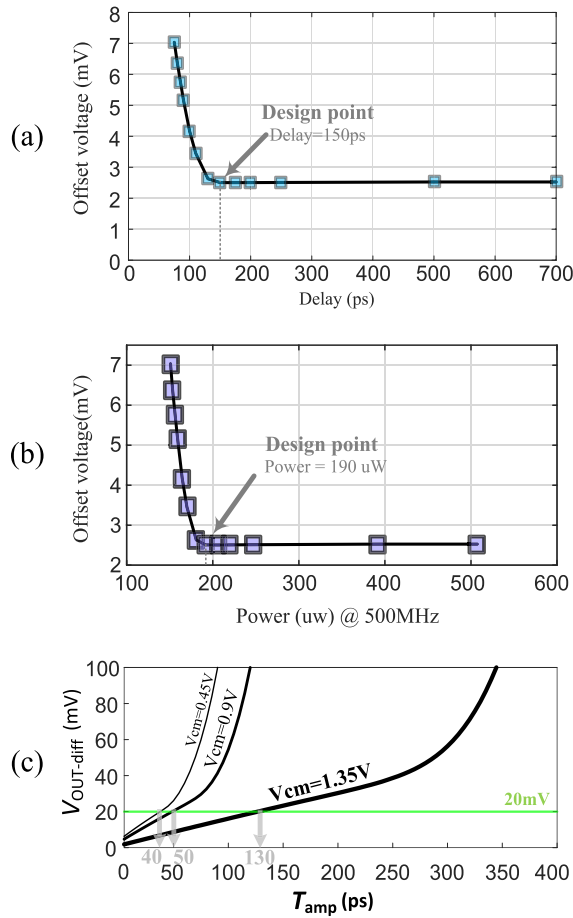 8
7
6
5
4
3
2
1
0
Offset voltage (mV)
(a)
Design point
Delay=150ps
0 100 200 300 400 500 600 700
Delay (ps)
7
6
5
4
3
2
Offset voltage(mV)
(b)
Design point
Power = 190 uW
100 200 300 400 500 600
Power (uw) @ 500MHz
100
80
60
40
20
0
VOUT-diff (mV)
(c)
Vcm=0.45V
Vcm=0.9V
Vcm=1.35V
20mV
40 50 130
0 50 100 150 200 250 300 350 400
Tamp (ps)